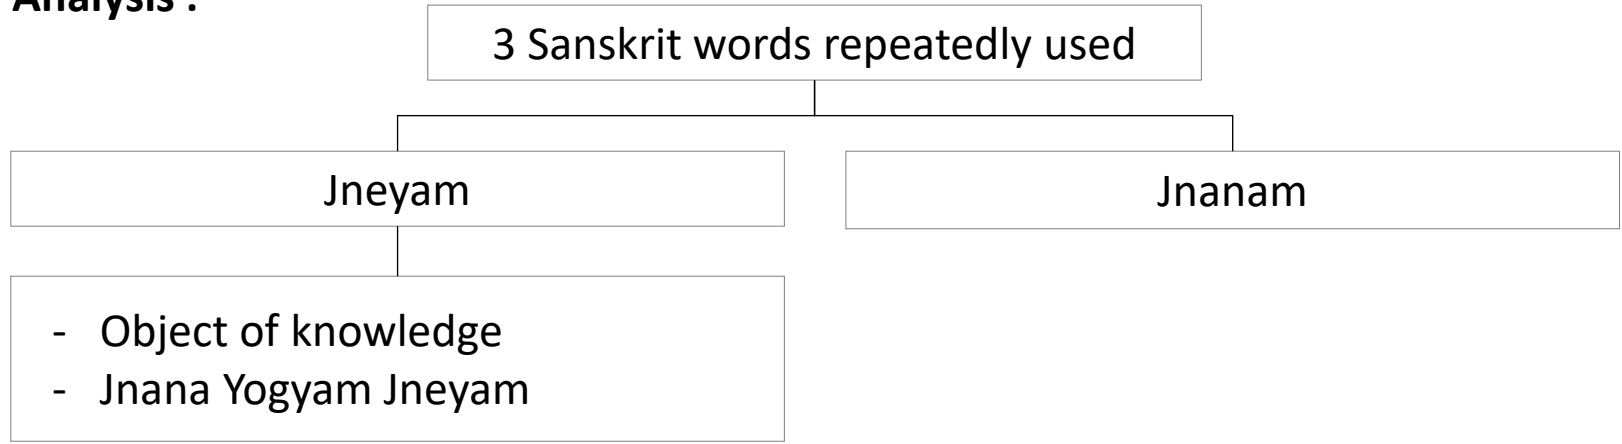 Analysis :
3 Sanskrit words repeatedly used
Jneyam
Jnanam
- Object of knowledge
- Jnana Yogyam Jneyam